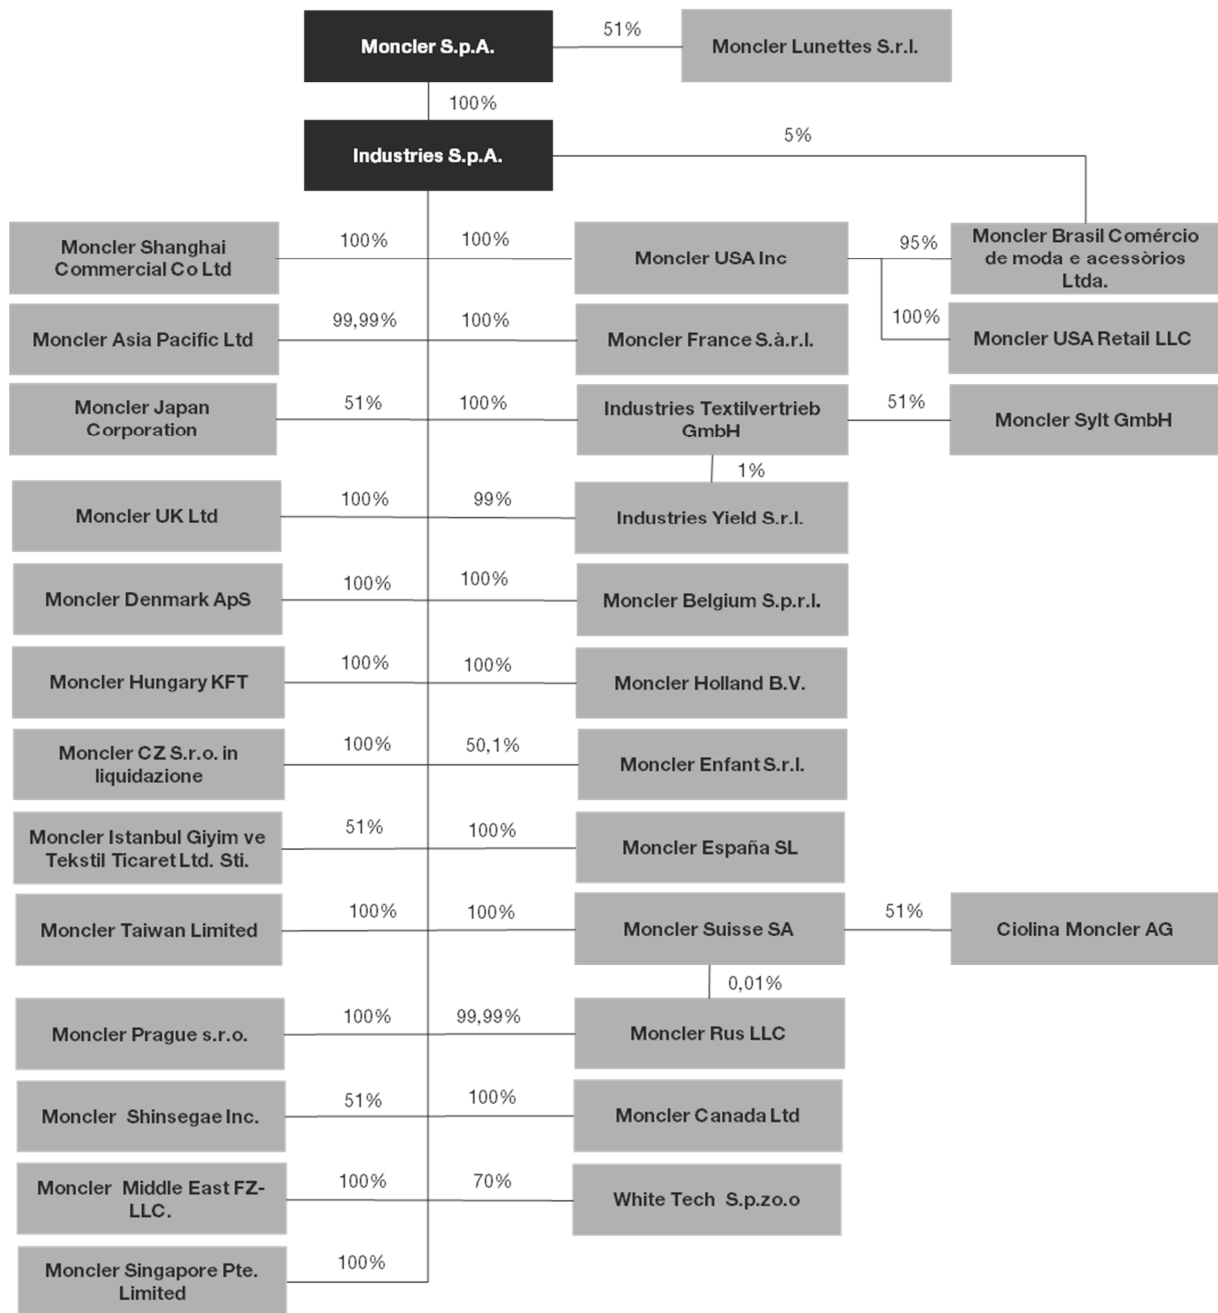 Moncler S.p.A.
51%
Moncler Lunettes S.r.l.
100%
Industries S.p.A.
5%
Moncler Shanghai
Commercial Co Ltd
100%
100%
Moncler USA Inc
95%
Moncler Brasil Comércio
de moda e acessòrios
Ltda.
Moncler Asia Pacific Ltd
99,99%
100%
Moncler France S.à.r.l.
100%
Moncler USA Retail LLC
Moncler Japan
Corporation
51%
100%
Industries Textilvertrieb
GmbH
51%
Moncler Sylt GmbH
1%
Moncler UK Ltd
100%
99%
Industries Yield S.r.l.
Moncler Denmark ApS
100%
100%
Moncler Belgium S.p.r.l.
Moncler Hungary KFT
100%
100%
Moncler Holland B.V.
Moncler CZ S.r.o. in
liquidazione
100%
50,1%
Moncler Enfant S.r.l.
Moncler Istanbul Giyim ve
Tekstil Ticaret Ltd. Sti.
51%
100%
Moncler España SL
Moncler Taiwan Limited
100%
100%
Moncler Suisse SA
51%
Ciolina Moncler AG
0,01%
Moncler Prague s.r.o.
100%
99,99%
Moncler Rus LLC
Moncler Shinsegae Inc.
51%
100%
Moncler Canada Ltd
Moncler Middle East FZ-
LLC.
100%
70%
White Tech S.p.zo.o
Moncler Singapore Pte.
Limited
100%